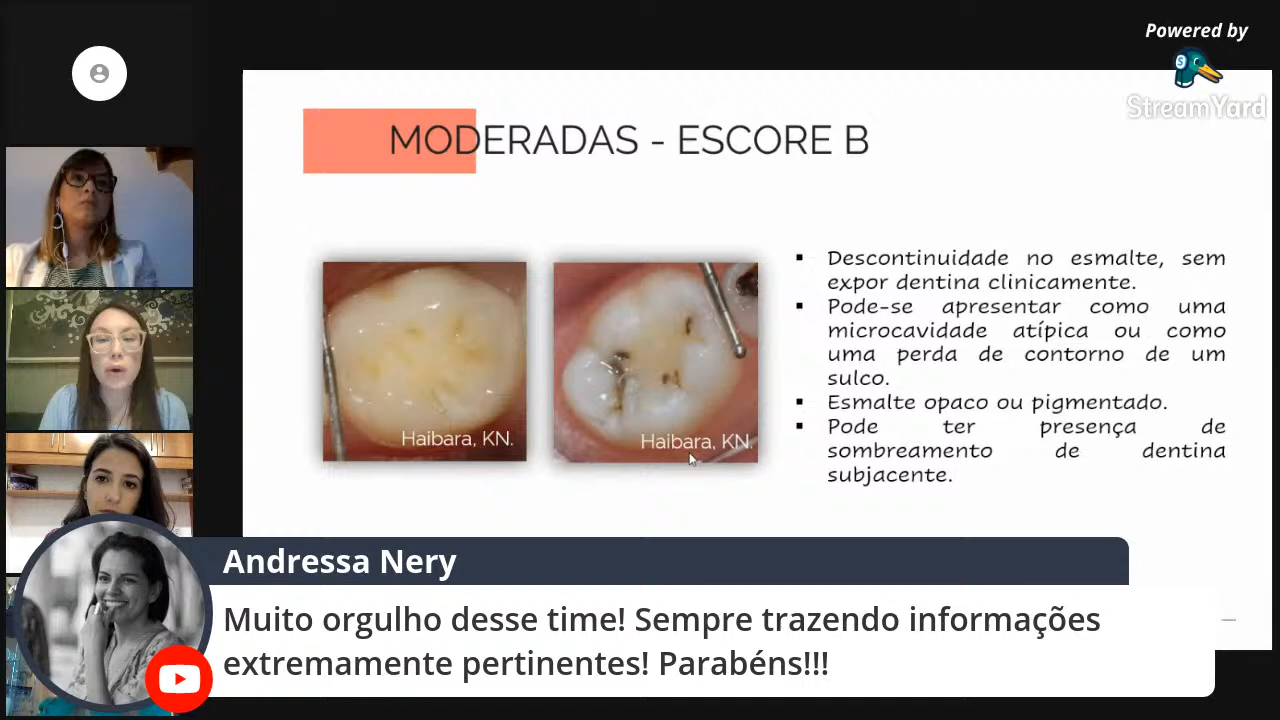 Powered by
StreamYard
MODERADAS - ESCORE B
Haibara, KN.
Haibara, KN.
▪ Descontinuidade no esmalte, sem
expor dentina clinicamente.
▪ Pode-se apresentar como uma
microcavidade atípica ou como
uma perda de contorno de um
sulco.
▪ Esmalte opaco ou pigmentado.
▪ Pode ter presença de
sombreamento de dentina
subjacente.
Andressa Nery
Muito orgulho desse time! Sempre trazendo informações
extremamente pertinentes! Parabéns!!!